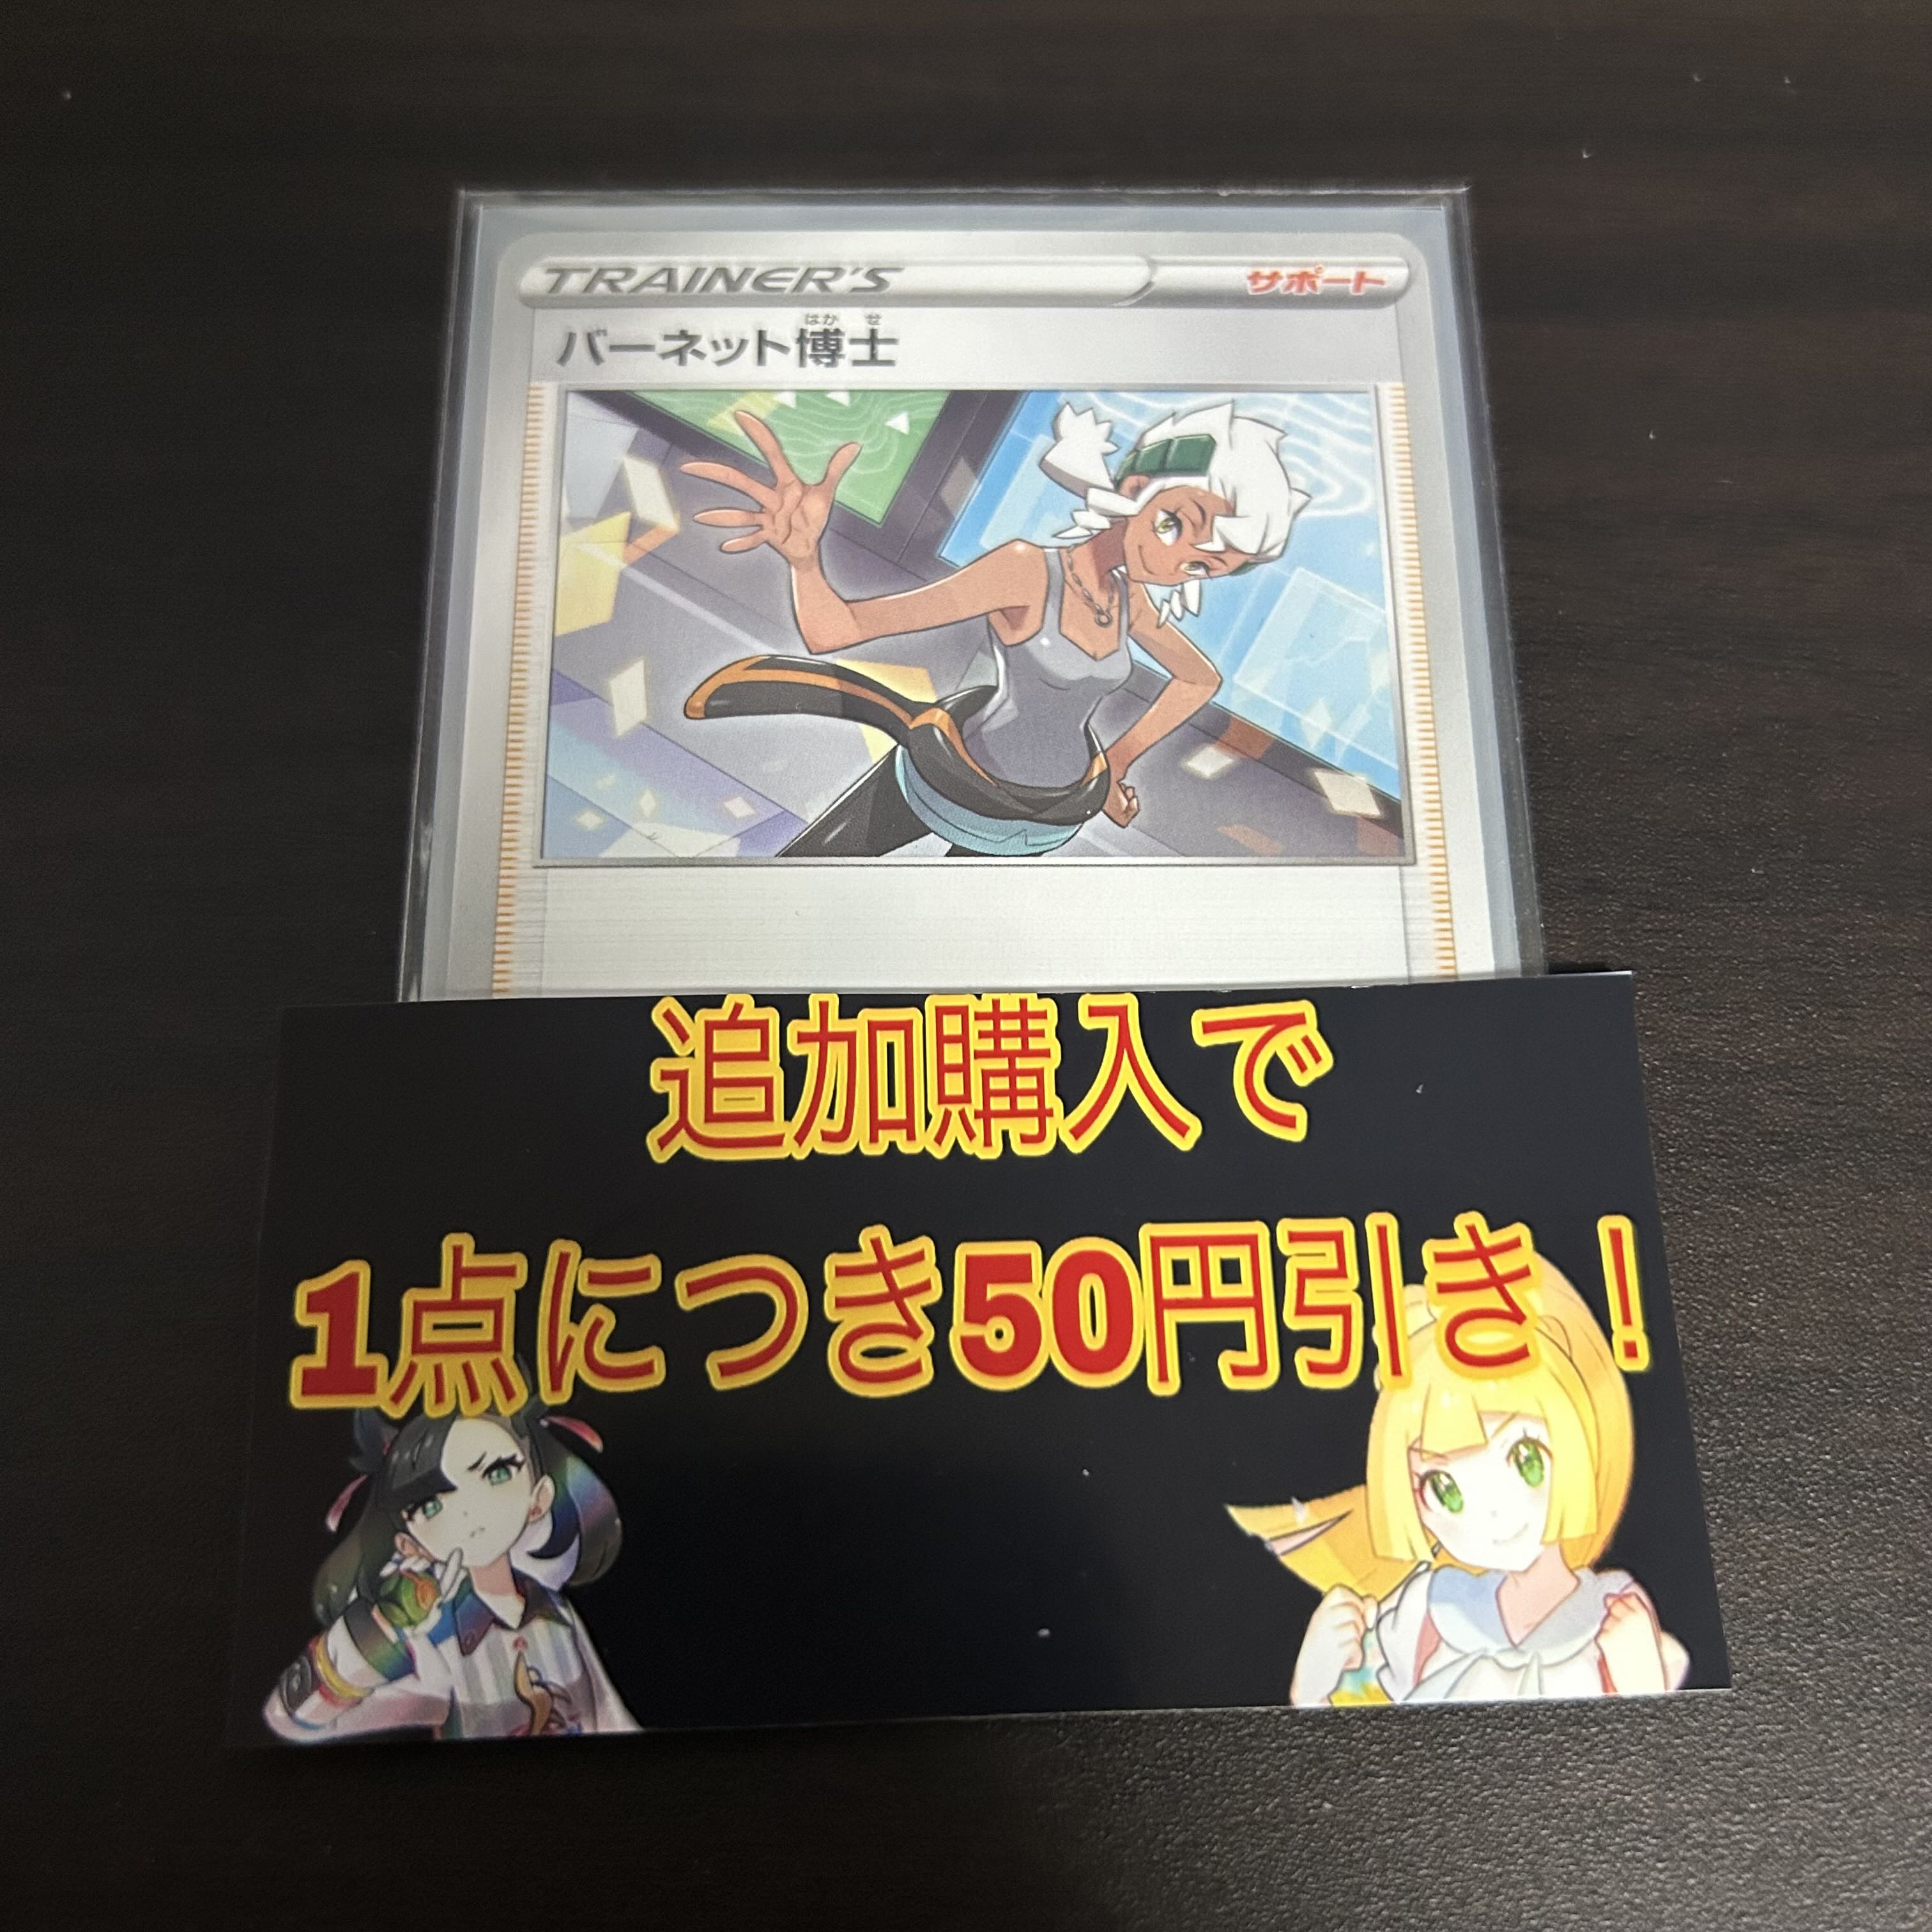 TRAINER'S サポート
はかせ
バーネット博士
追加購入で
1点につき50円引き！